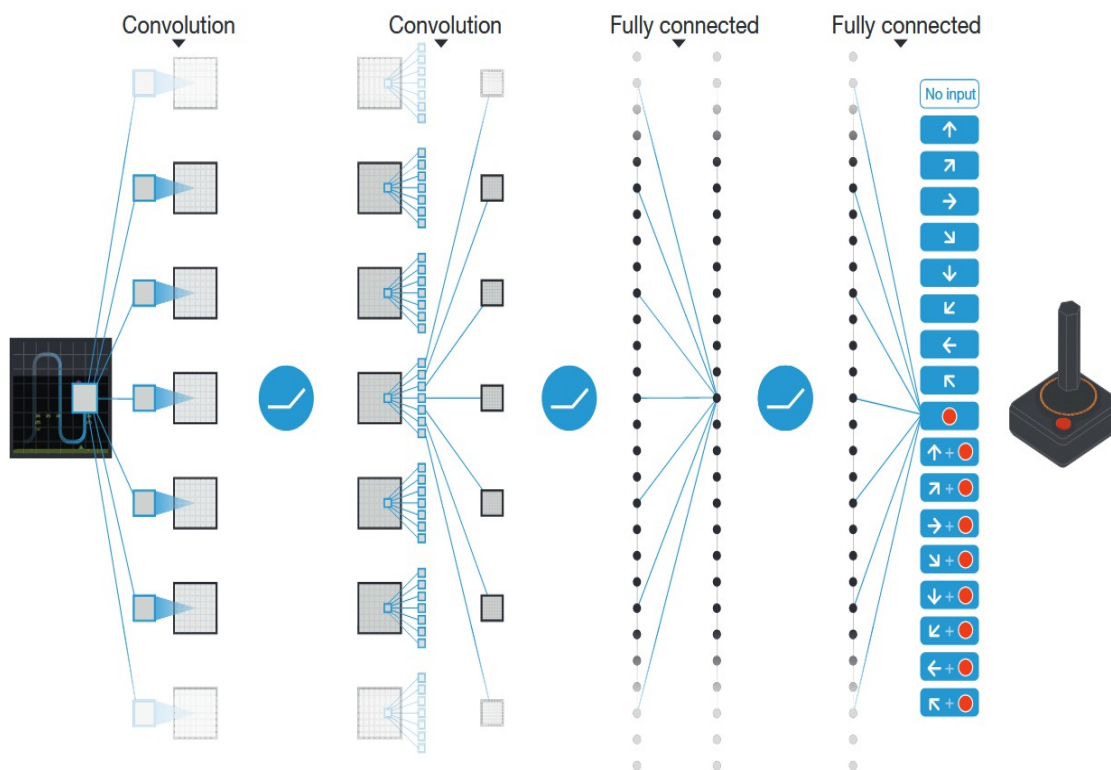 Convolution
Convolution
Fully connected
Fully connected
No input
+
+
+
+
+
+
+
+